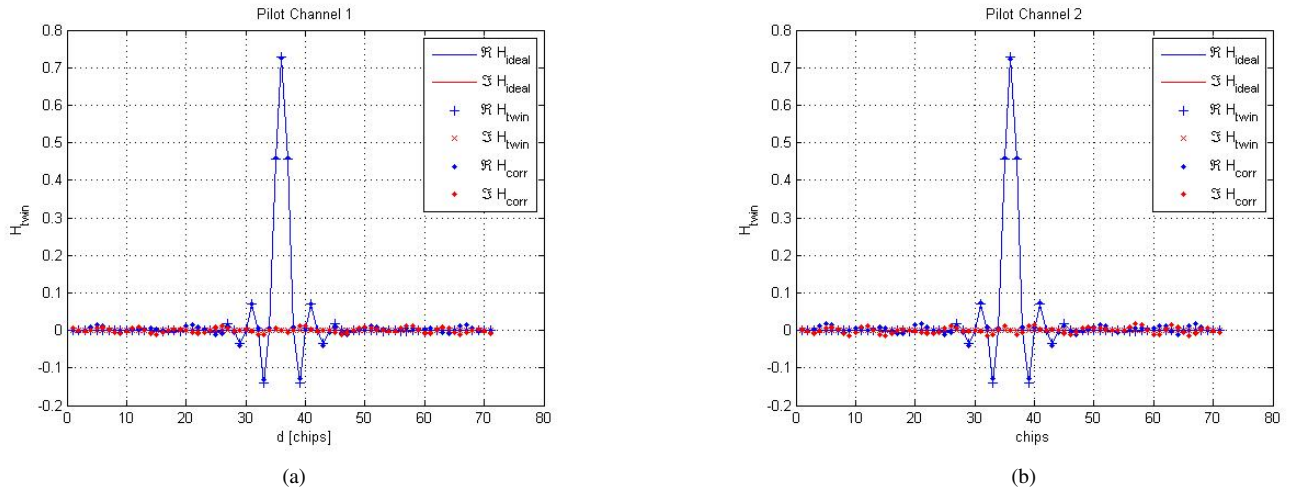 Pilot Channel 1
0.8
0.7
0.6
0.5
0.4
0.3
0.2
0.1
0
-0.1
-0.2
H_twin
0 10 20 30 40 50 60 70 80
d [chips]
ℜ H_ideal
ℑ H_ideal
ℜ H_twin
ℑ H_twin
ℜ H_corr
ℑ H_corr
(a)
Pilot Channel 2
0.8
0.7
0.6
0.5
0.4
0.3
0.2
0.1
0
-0.1
-0.2
H_twin
0 10 20 30 40 50 60 70 80
chips
ℜ H_ideal
ℑ H_ideal
ℜ H_twin
ℑ H_twin
ℜ H_corr
ℑ H_corr
(b)